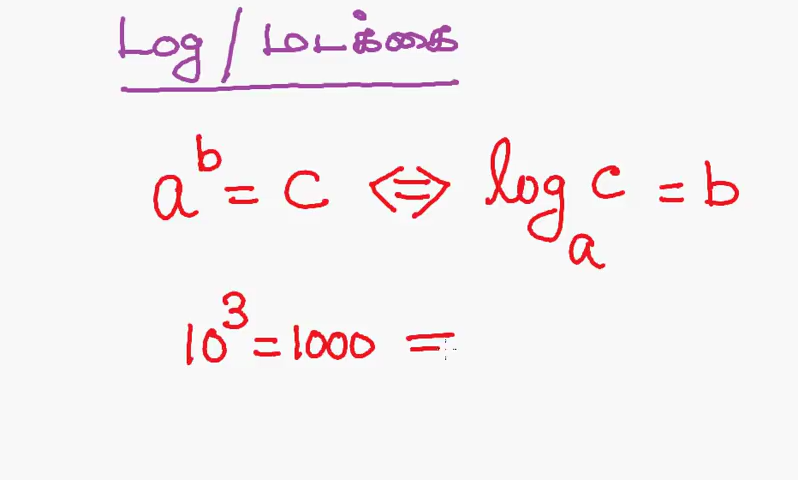 Log / மடக்கை
a^b = C ⇔ log_a c = b
10^3 = 1000 =